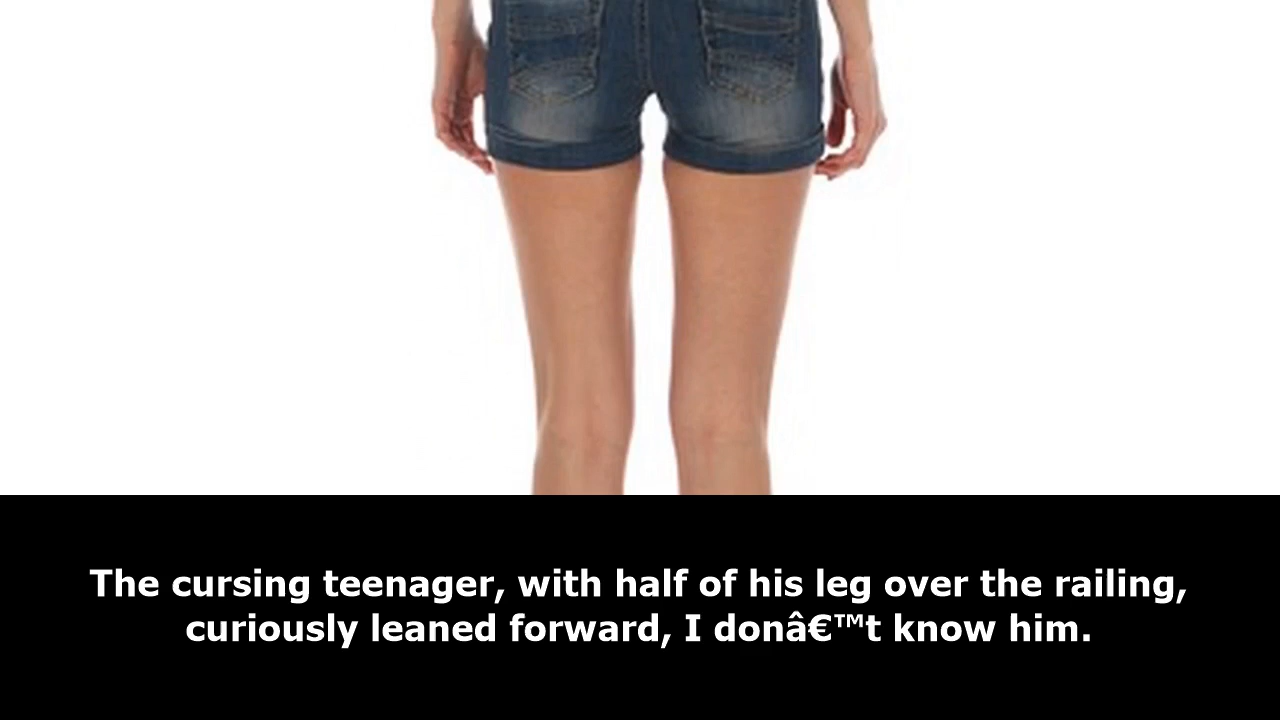 The cursing teenager, with half of his leg over the railing,
curiously leaned forward, I donâ€™t know him.